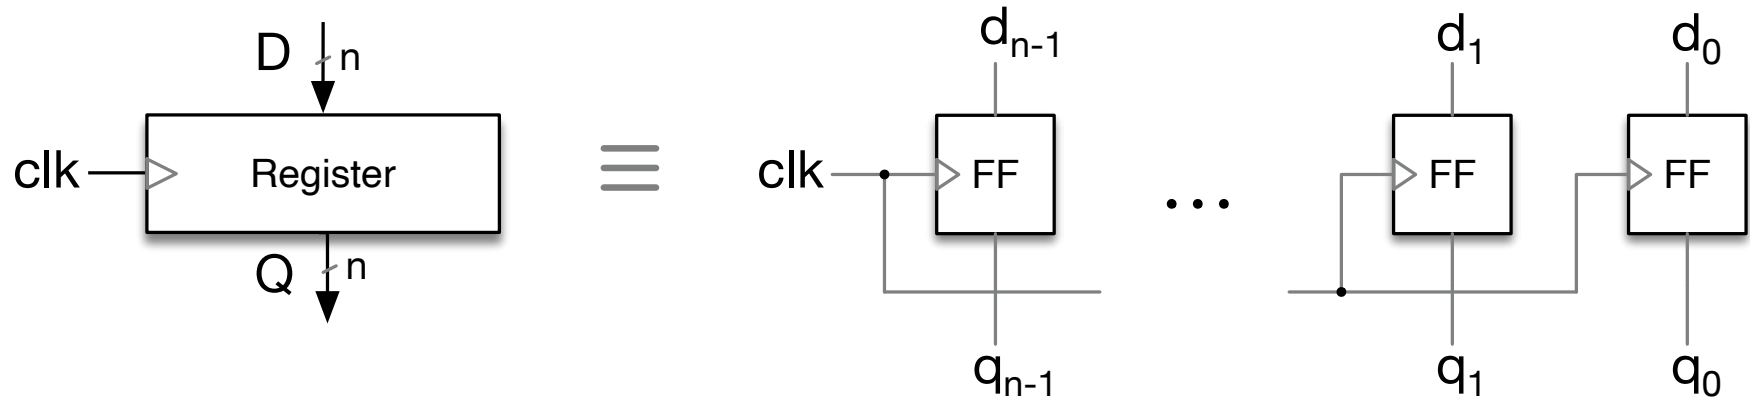 D n
clk Register
Q n
≡
d_{n-1} d_1 d_0
clk FF ... FF FF
q_{n-1} q_1 q_0